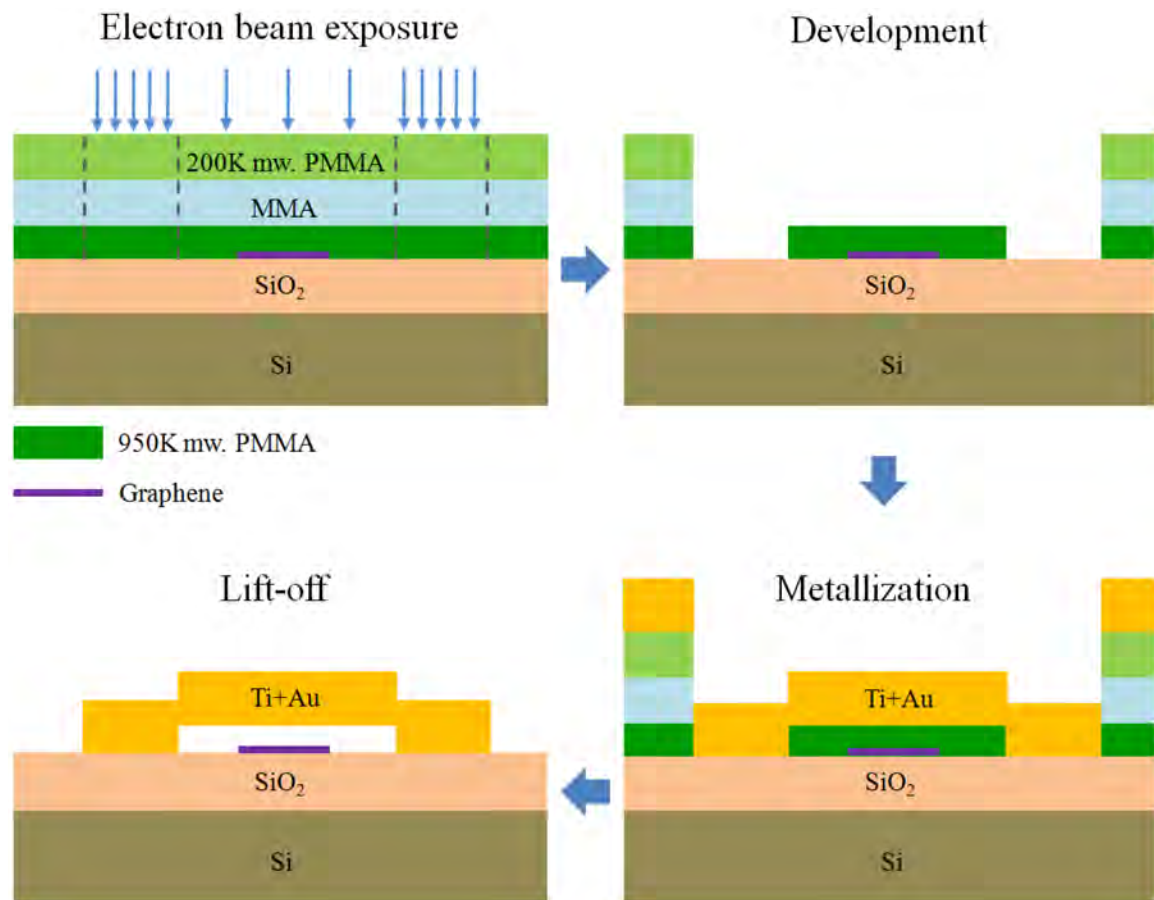 Electron beam exposure
Development
200K mw. PMMA
MMA
SiO₂
Si
SiO₂
Si
950K mw. PMMA
Graphene
Lift-off
Metallization
Ti+Au
SiO₂
Si
Ti+Au
SiO₂
Si